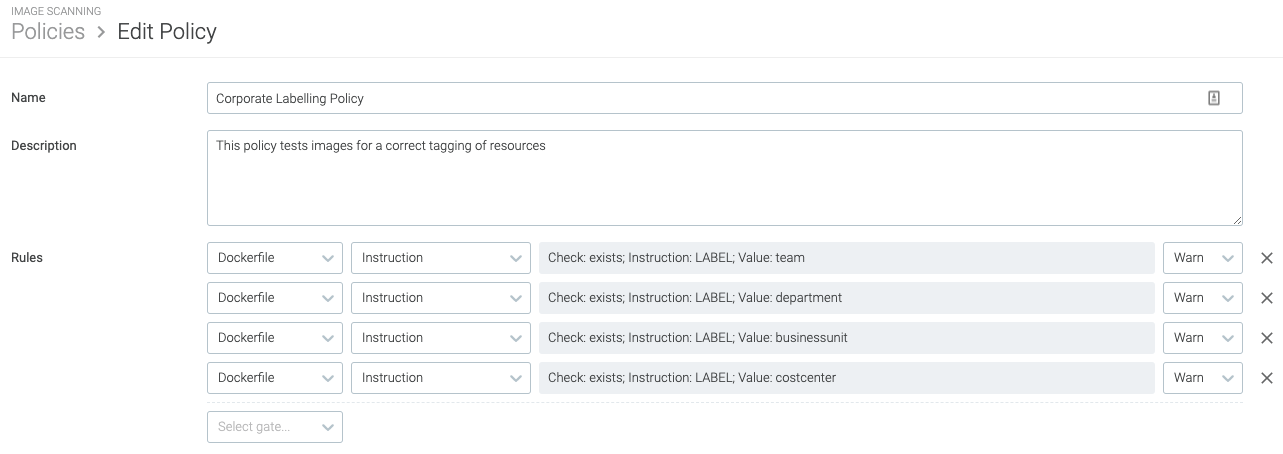 IMAGE SCANNING
Policies > Edit Policy
Name Corporate Labelling Policy
Description This policy tests images for a correct tagging of resources
Rules Dockerfile Instruction Check: exists; Instruction: LABEL; Value: team Warn
Dockerfile Instruction Check: exists; Instruction: LABEL; Value: department Warn
Dockerfile Instruction Check: exists; Instruction: LABEL; Value: businessunit Warn
Dockerfile Instruction Check: exists; Instruction: LABEL; Value: costcenter Warn
Select gate...